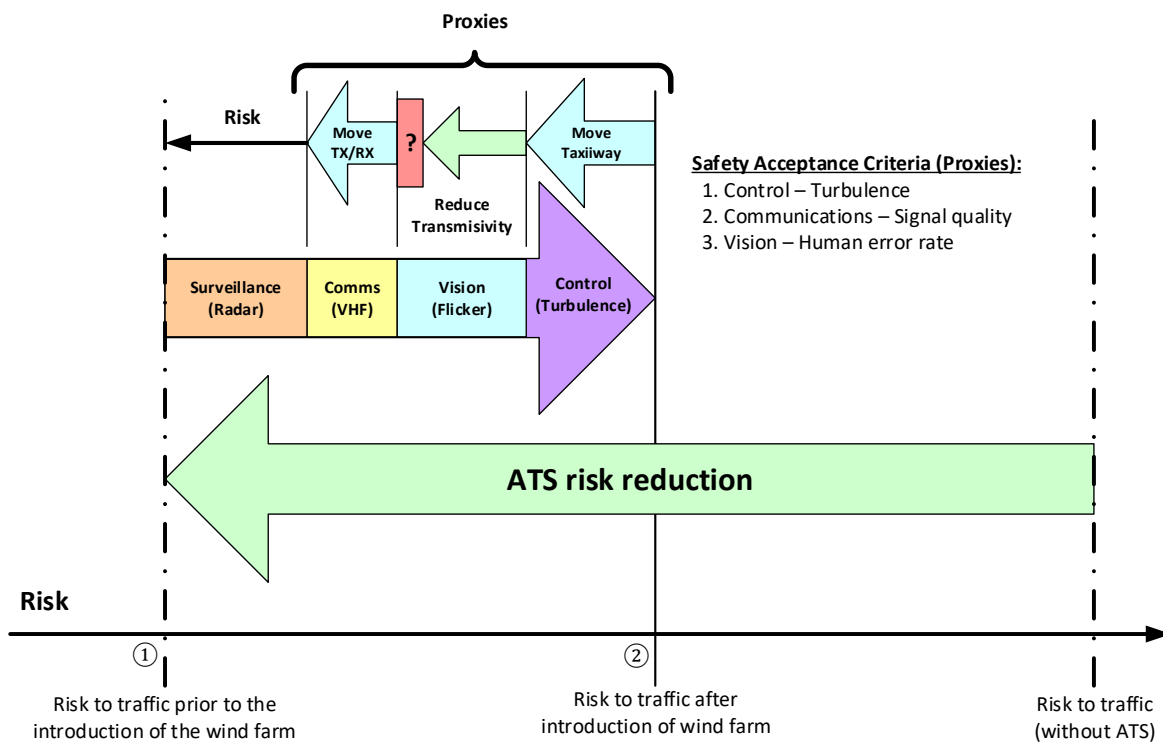 Proxies
Risk
Move
TX/RX
?
Move
Taxiiway
Reduce
Transmisivity
Safety Acceptance Criteria (Proxies):
1. Control – Turbulence
2. Communications – Signal quality
3. Vision – Human error rate
Surveillance
(Radar)
Comms
(VHF)
Vision
(Flicker)
Control
(Turbulence)
ATS risk reduction
Risk
①
②
Risk to traffic prior to the
introduction of the wind farm
Risk to traffic after
introduction of wind farm
Risk to traffic
(without ATS)